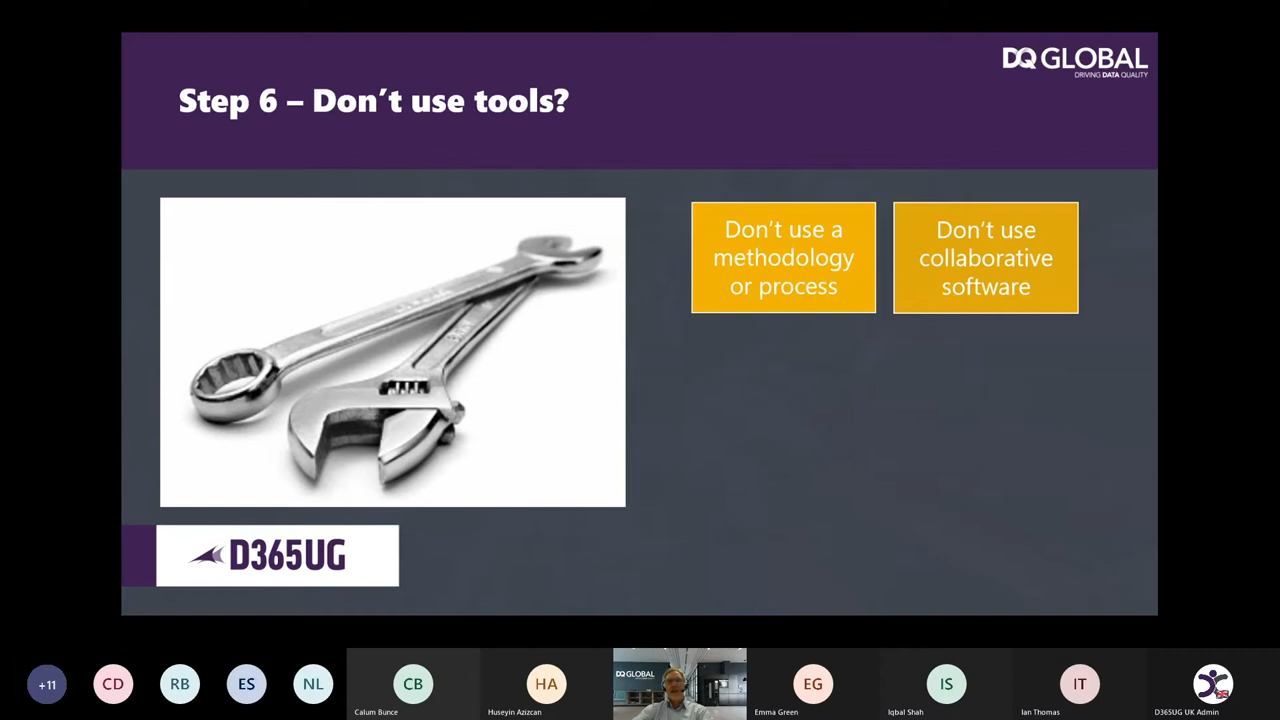 DQ GLOBAL
DRIVING DATA QUALITY
Step 6 – Don’t use tools?
Don’t use a
methodology
or process
Don’t use
collaborative
software
D365UG
+11
CD
RB
ES
NL
CB
Calum Bunce
HA
Huseyin Azizcan
DQ GLOBAL
EG
Emma Green
IS
Iqbal Shah
IT
Ian Thomas
D365UG UK Admin